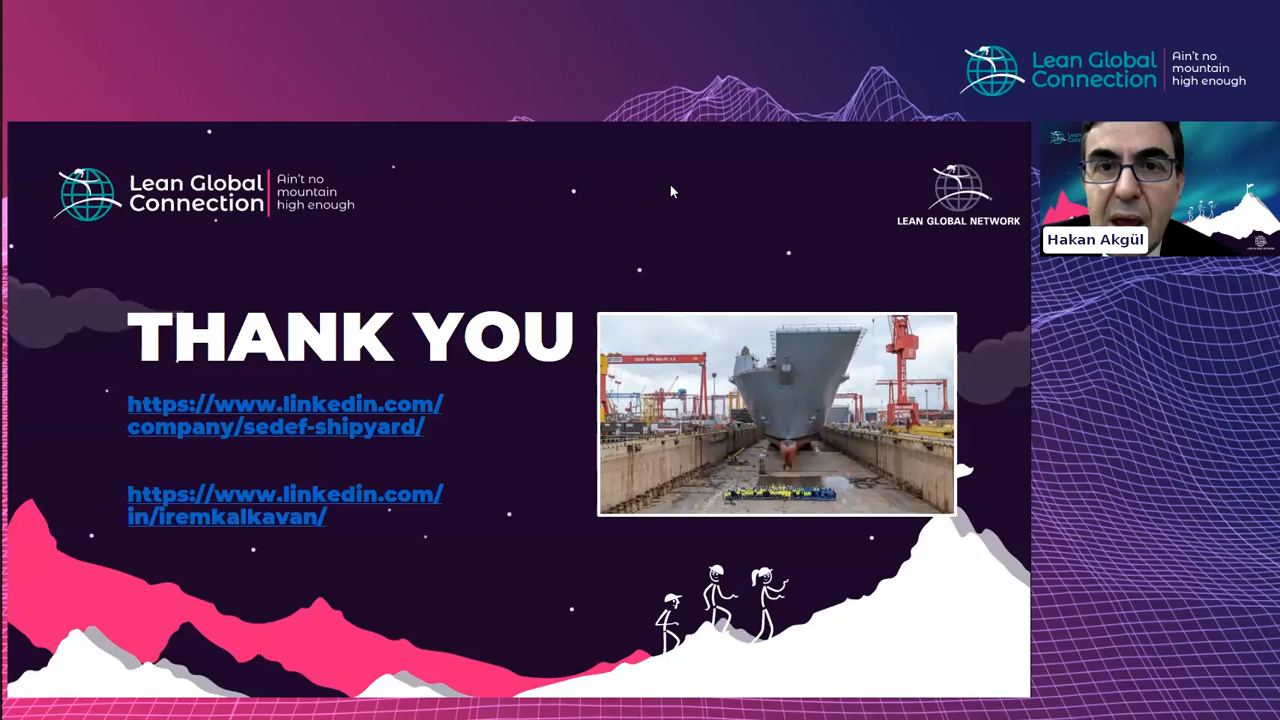 Lean Global
Connection
Ain't no
mountain
high enough
Lean Global
Connection
Ain't no
mountain
high enough
LEAN GLOBAL NETWORK
Hakan Akgül
THANK YOU
https://www.linkedin.com/
company/sedef-shipyard/
https://www.linkedin.com/
in/iremkalkavan/